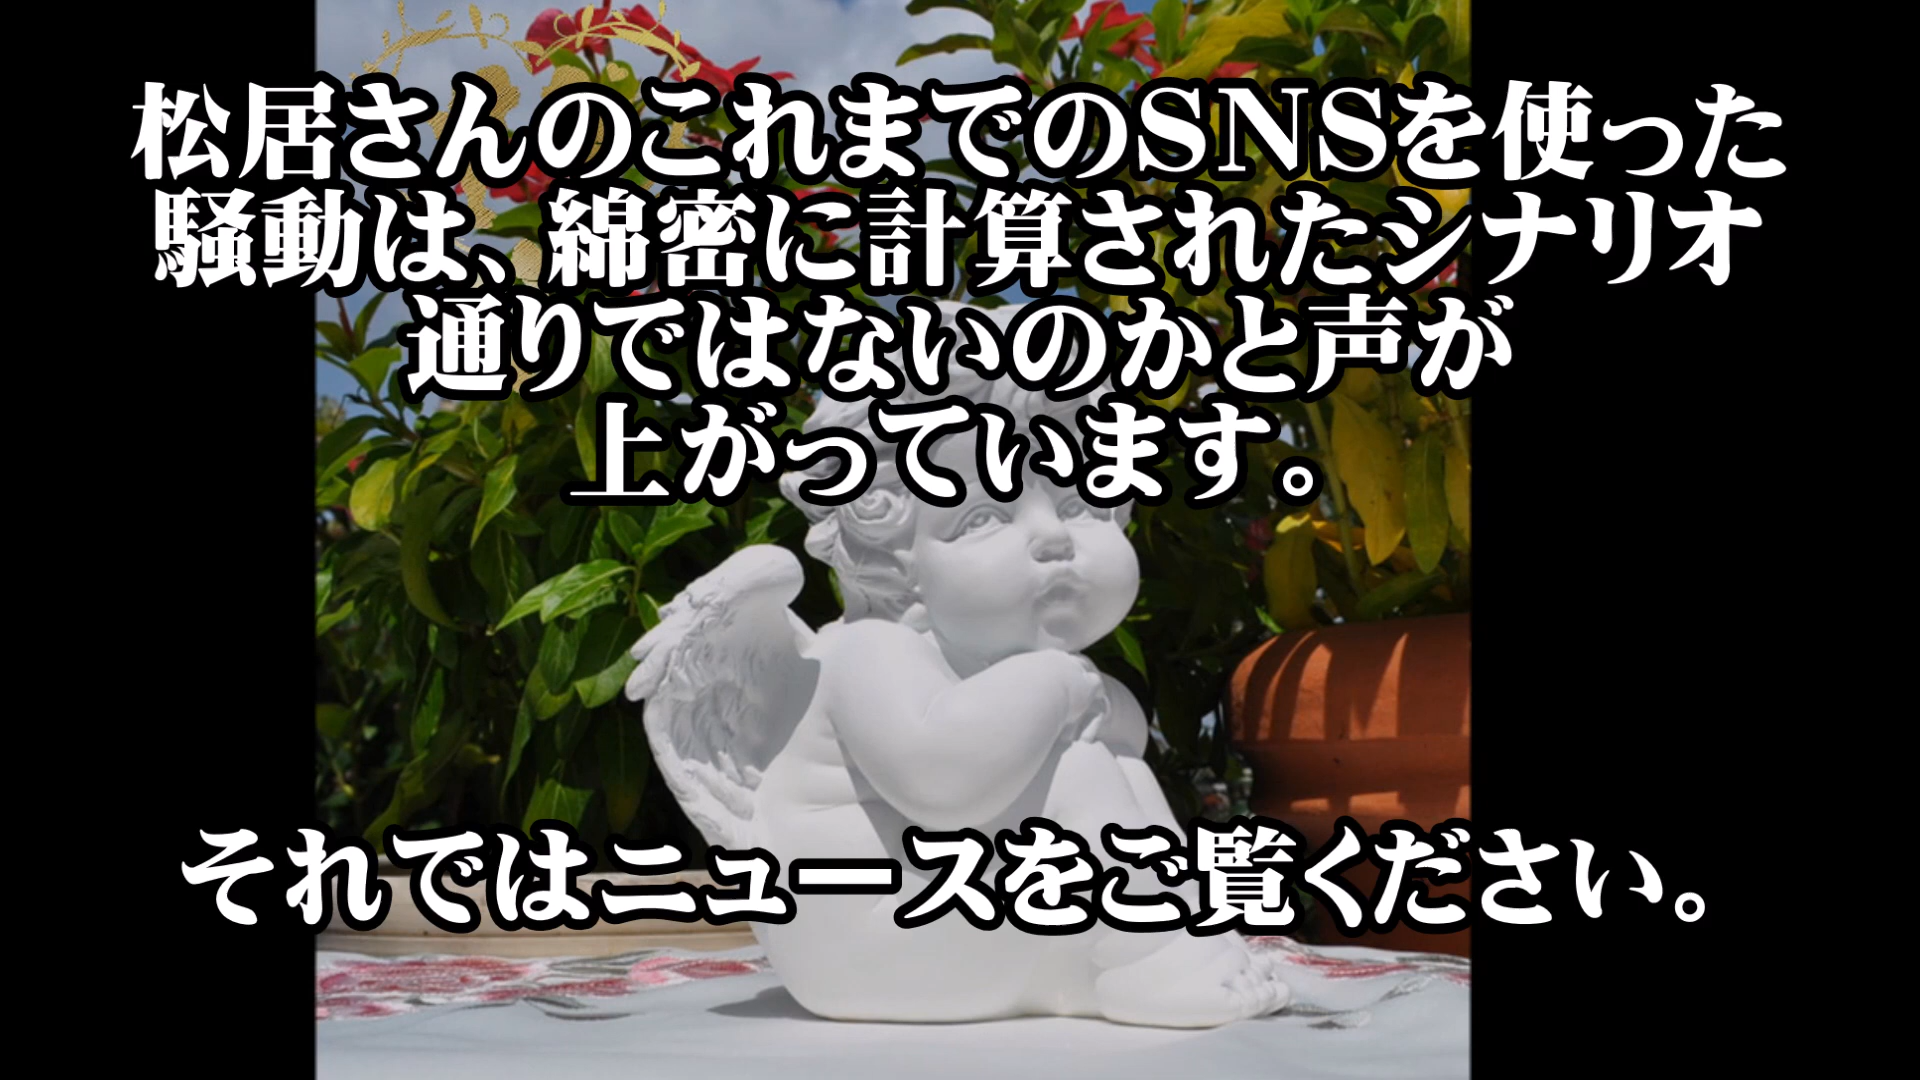 松居さんのこれまでのSNSを使った
騒動は、綿密に計算されたシナリオ
通りではないのかと声が
上がっています。
それではニュースをご覧ください。